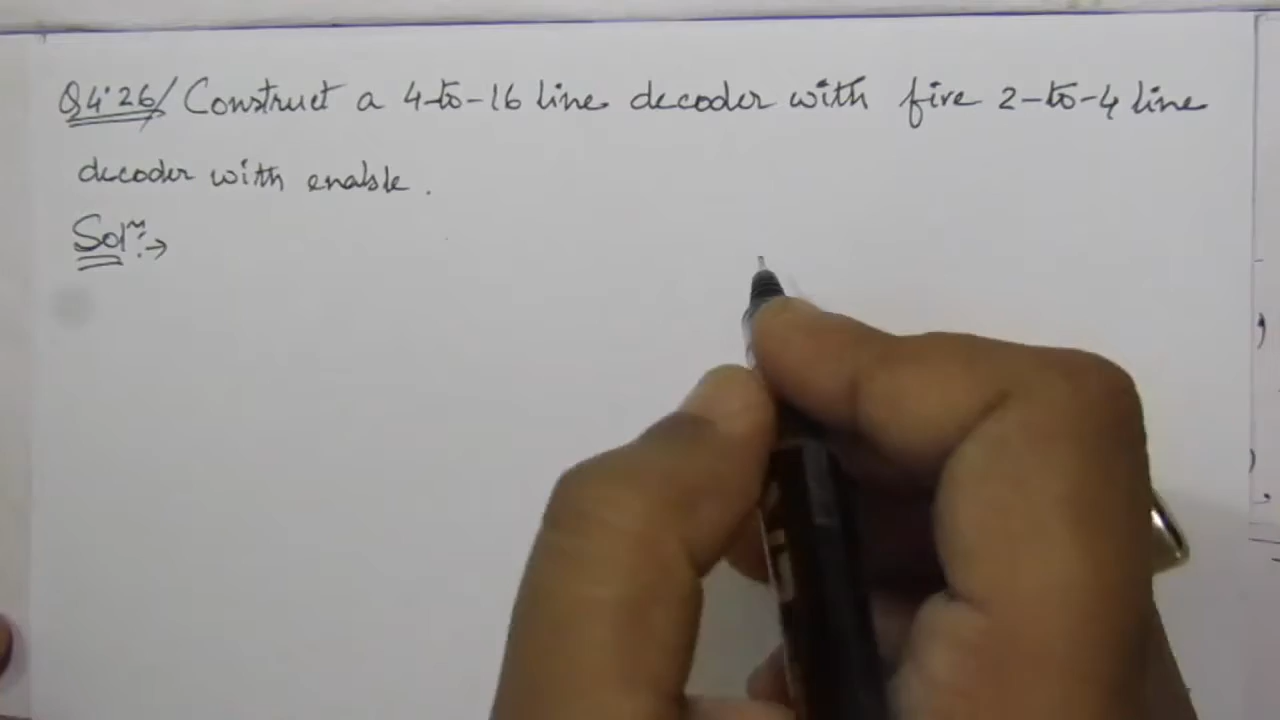 Q4.26/ Construct a 4-to-16 line decoder with five 2-to-4 line
decoder with enable.
Solⁿ:→